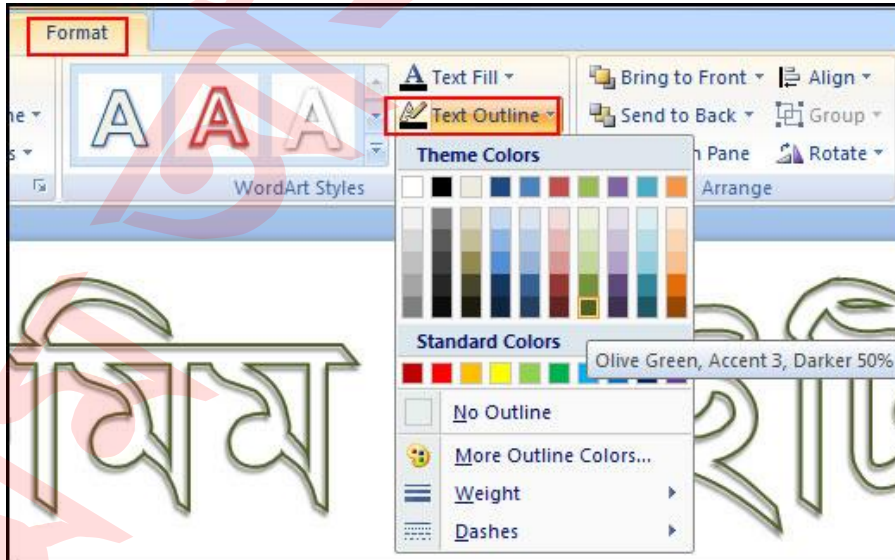 Format
Text Fill
Bring to Front Align
Text Outline
Send to Back Group
Pane Rotate
Theme Colors
WordArt Styles
Arrange
মিম
Standard Colors
Olive Green, Accent 3, Darker 50%
No Outline
More Outline Colors...
Weight
Dashes